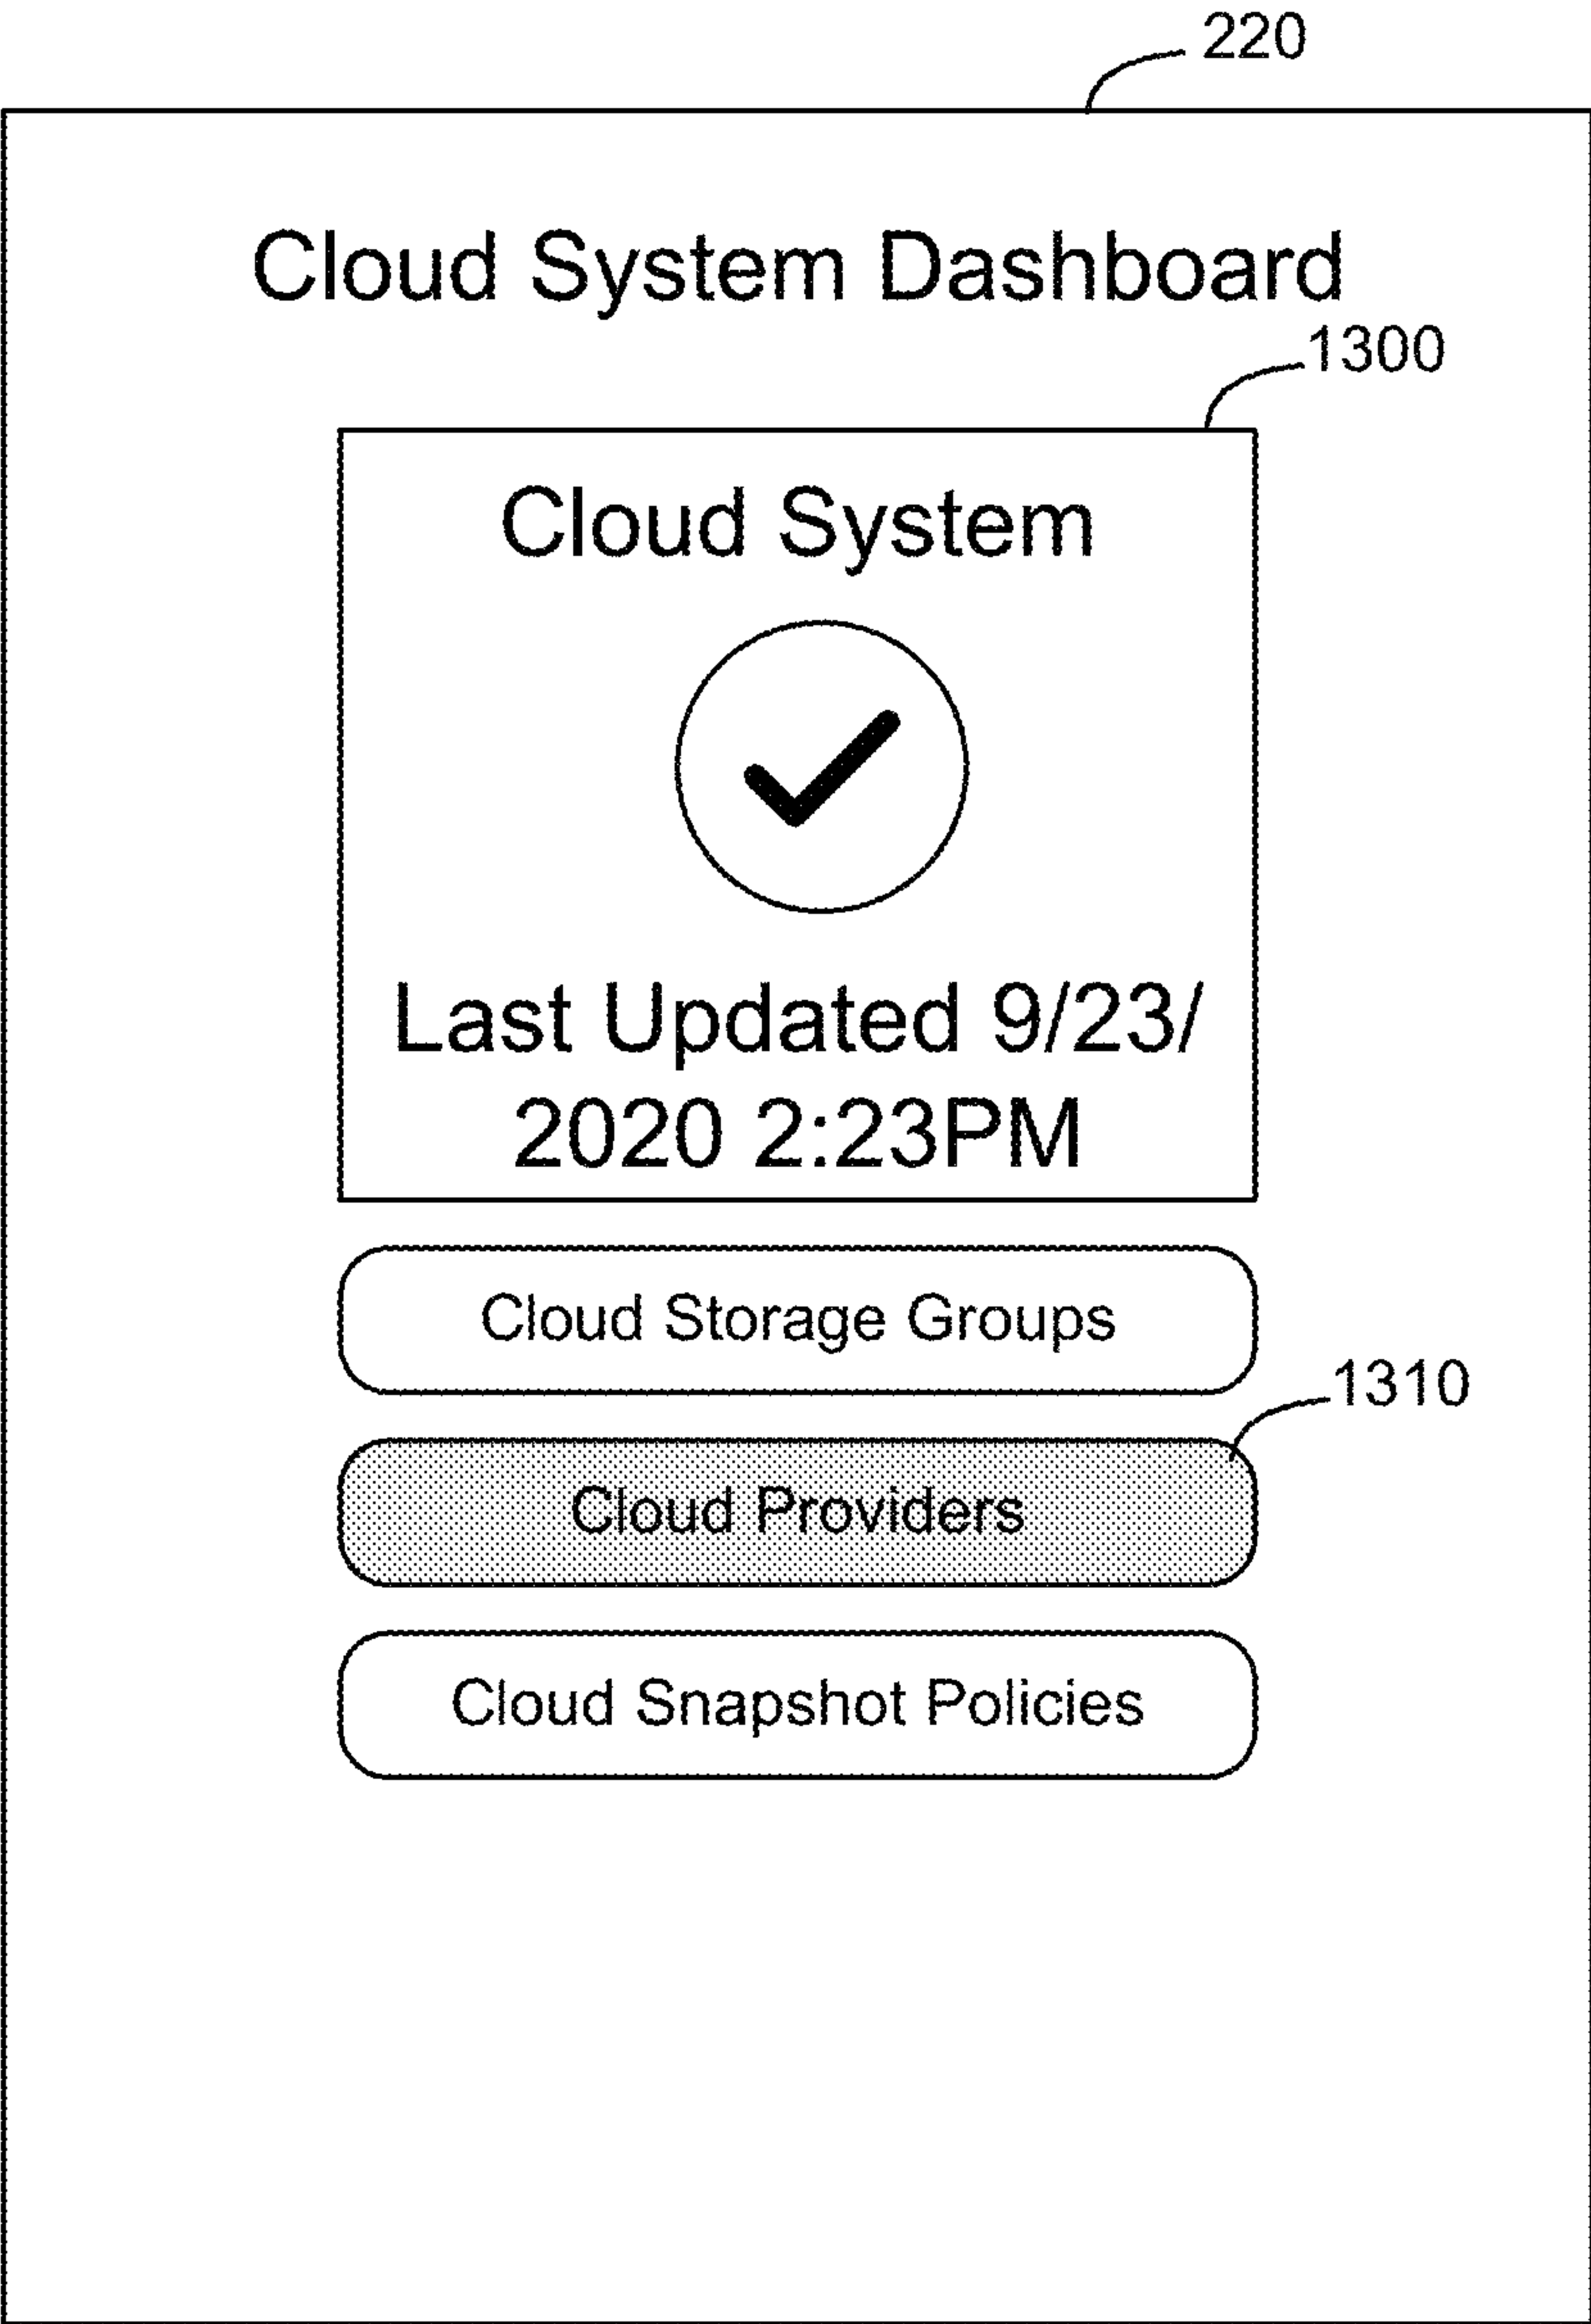 220
Cloud System Dashboard
1300
Cloud System
Last Updated 9/23/
2020 2:23PM
Cloud Storage Groups
1310
Cloud Providers
Cloud Snapshot Policies